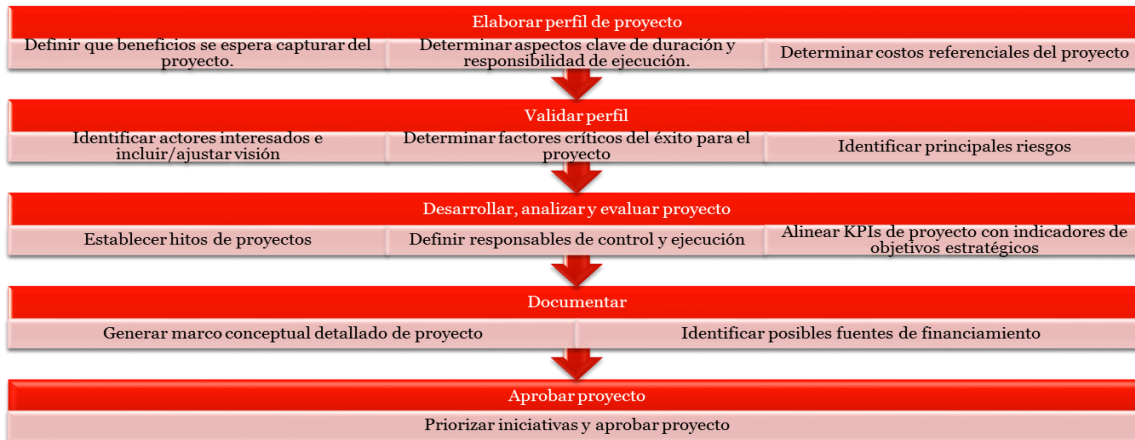 Elaborar perfil de proyecto
Definir que beneficios se espera capturar del
proyecto.
Determinar aspectos clave de duración y
responsabilidad de ejecución.
Determinar costos referenciales del proyecto
Validar perfil
Identificar actores interesados e
incluir/ajustar visión
Determinar factores críticos del éxito para el
proyecto
Identificar principales riesgos
Desarrollar, analizar y evaluar proyecto
Establecer hitos de proyectos
Definir responsables de control y ejecución
Alinear KPIs de proyecto con indicadores de
objetivos estratégicos
Documentar
Generar marco conceptual detallado de proyecto
Identificar posibles fuentes de financiamiento
Aprobar proyecto
Priorizar iniciativas y aprobar proyecto